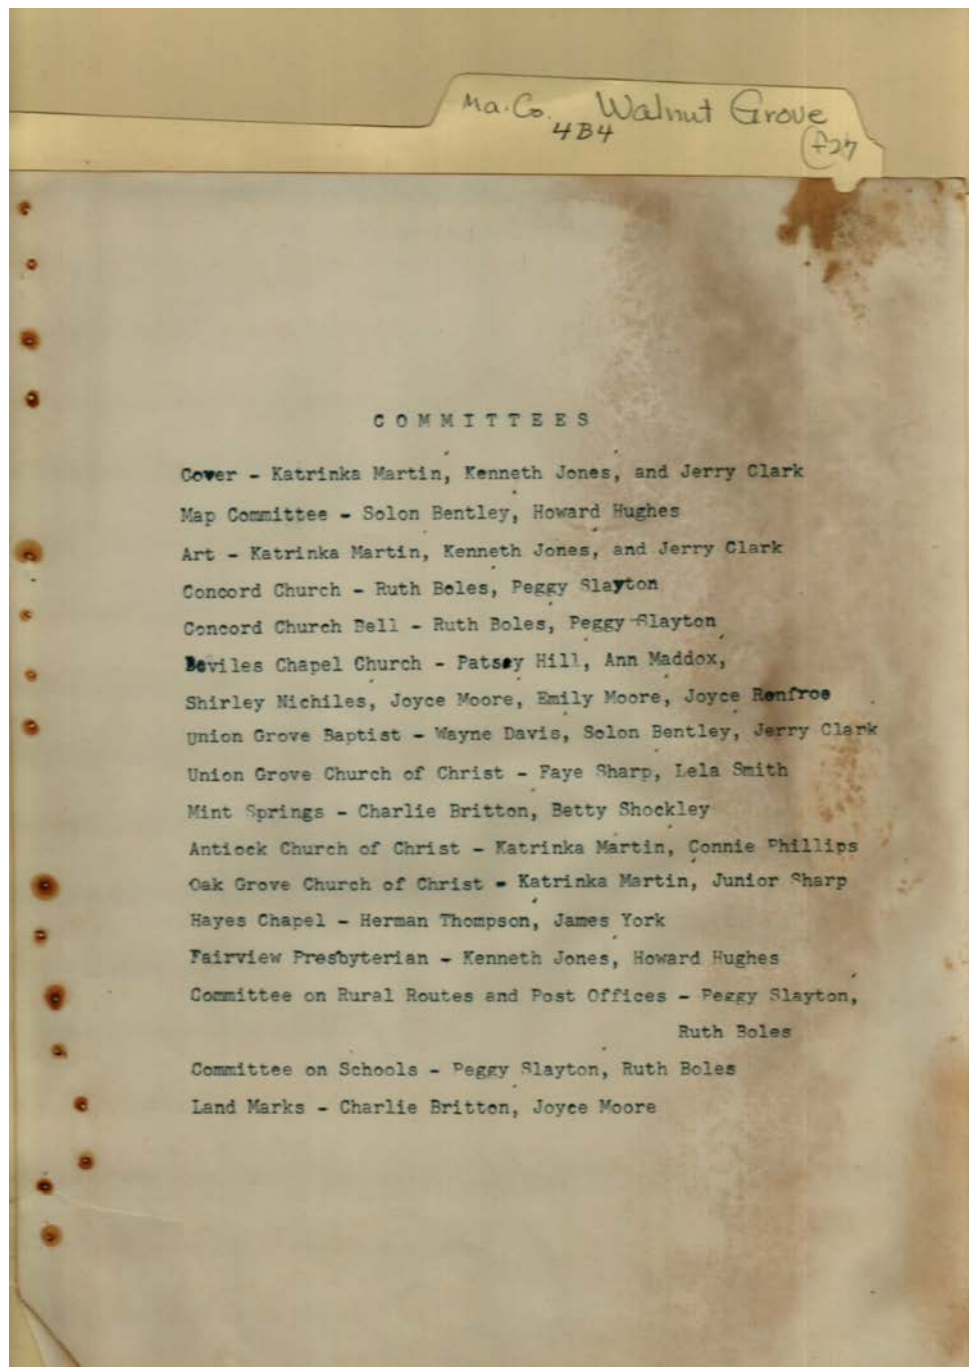 Ma. Co. Walnut Grove
4B4
f27
COMMITTEES
Cover - Katrinka Martin, Kenneth Jones, and Jerry Clark
Map Committee - Solon Bentley, Howard Hughes
Art - Katrinka Martin, Kenneth Jones, and Jerry Clark
Concord Church - Ruth Boles, Peggy Slayton
Concord Church Bell - Ruth Boles, Peggy Slayton
Beviles Chapel Church - Patsey Hill, Ann Maddox,
Shirley Nichiles, Joyce Moore, Emily Moore, Joyce Renfroe
Union Grove Baptist - Wayne Davis, Solon Bentley, Jerry Clark
Union Grove Church of Christ - Faye Sharp, Lela Smith
Mint Springs - Charlie Britton, Betty Shockley
Antiock Church of Christ - Katrinka Martin, Connie Phillips
Oak Grove Church of Christ - Katrinka Martin, Junior Sharp
Hayes Chapel - Herman Thompson, James York
Fairview Presbyterian - Kenneth Jones, Howard Hughes
Committee on Rural Routes and Post Offices - Peggy Slayton,
Ruth Boles
Committee on Schools - Peggy Slayton, Ruth Boles
Land Marks - Charlie Britton, Joyce Moore